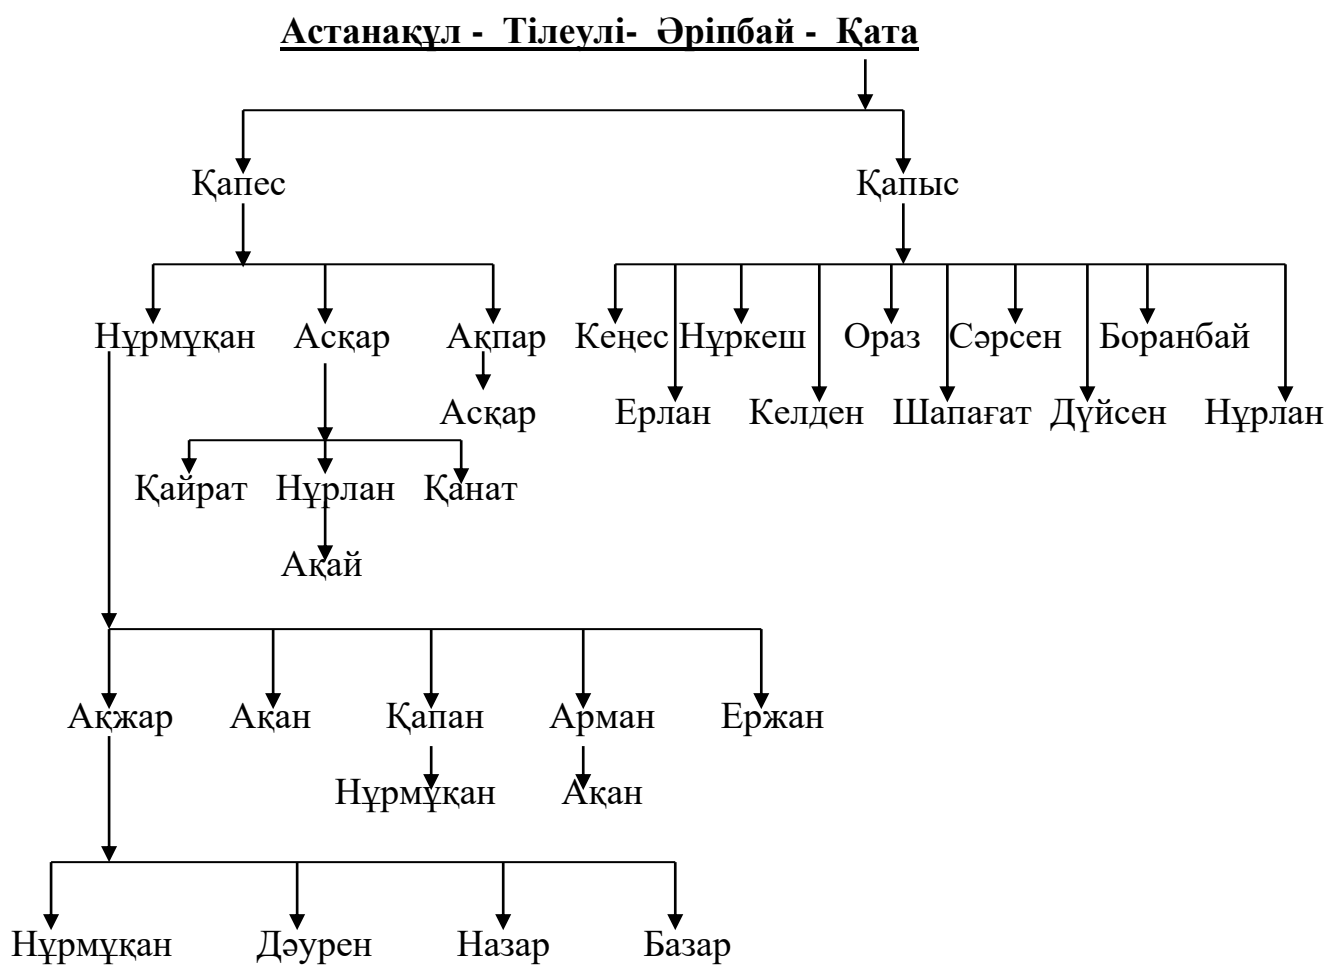 Астанақұл - Тілеулі- Әріпбай - Қата
Қапес Қапыс
Нұрмұқан Асқар Ақпар Кеңес Нұркеш Ораз Сәрсен Боранбай
Асқар Ерлан Келден Шапағат Дүйсен Нұрлан
Қайрат Нұрлан Қанат
Ақай
Ақжар Ақан Қапан Арман Ержан
Нұрмұқан Ақан
Нұрмұқан Дәурен Назар Базар